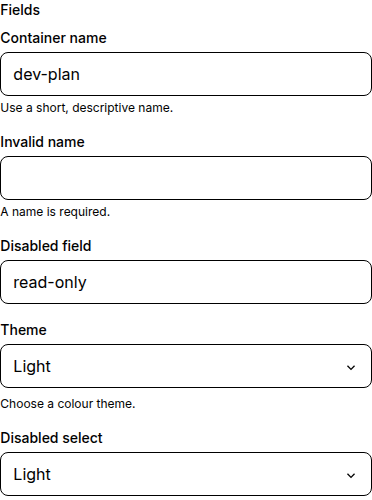 Fields
Container name
dev-plan
Use a short, descriptive name.
Invalid name
A name is required.
Disabled field
read-only
Theme
Light
Choose a colour theme.
Disabled select
Light